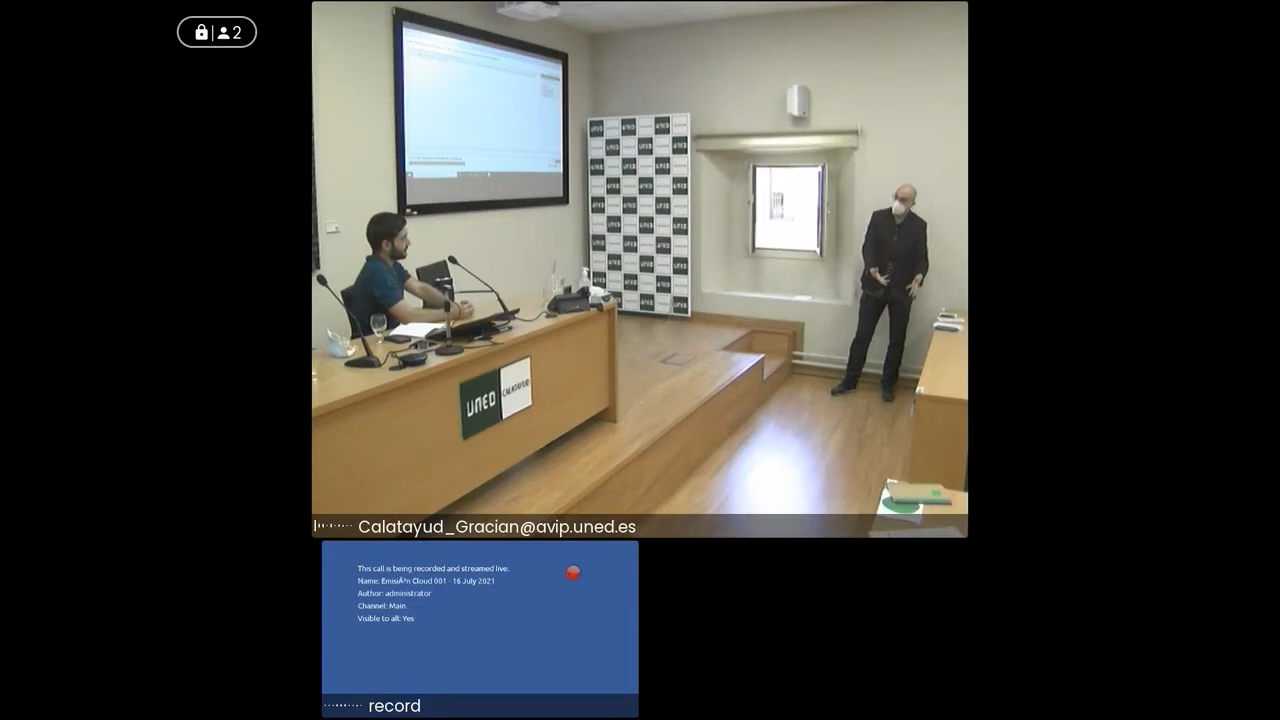 2
UNED
CALATAYUD
Calatayud_Gracian@avip.uned.es
This call is being recorded and streamed live.
Name: EmisiÃ³n Cloud 001 - 16 July 2021
Author: administrator
Channel: Main
Visible to all: Yes
record